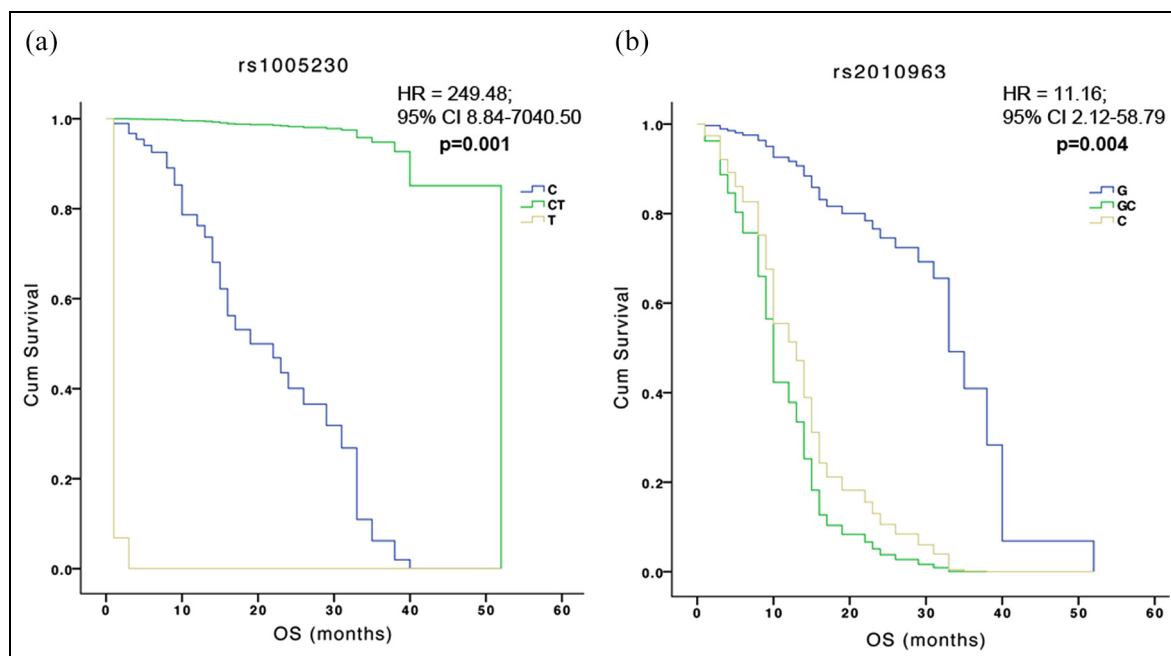 (a)
rs1005230
HR = 249.48;
95% CI 8.84-7040.50
p=0.001
C
CT
T
Cum Survival
1.0
0.8
0.6
0.4
0.2
0.0
0 10 20 30 40 50 60
OS (months)
(b)
rs2010963
HR = 11.16;
95% CI 2.12-58.79
p=0.004
G
GC
C
Cum Survival
1.0
0.8
0.6
0.4
0.2
0.0
0 10 20 30 40 50 60
OS (months)